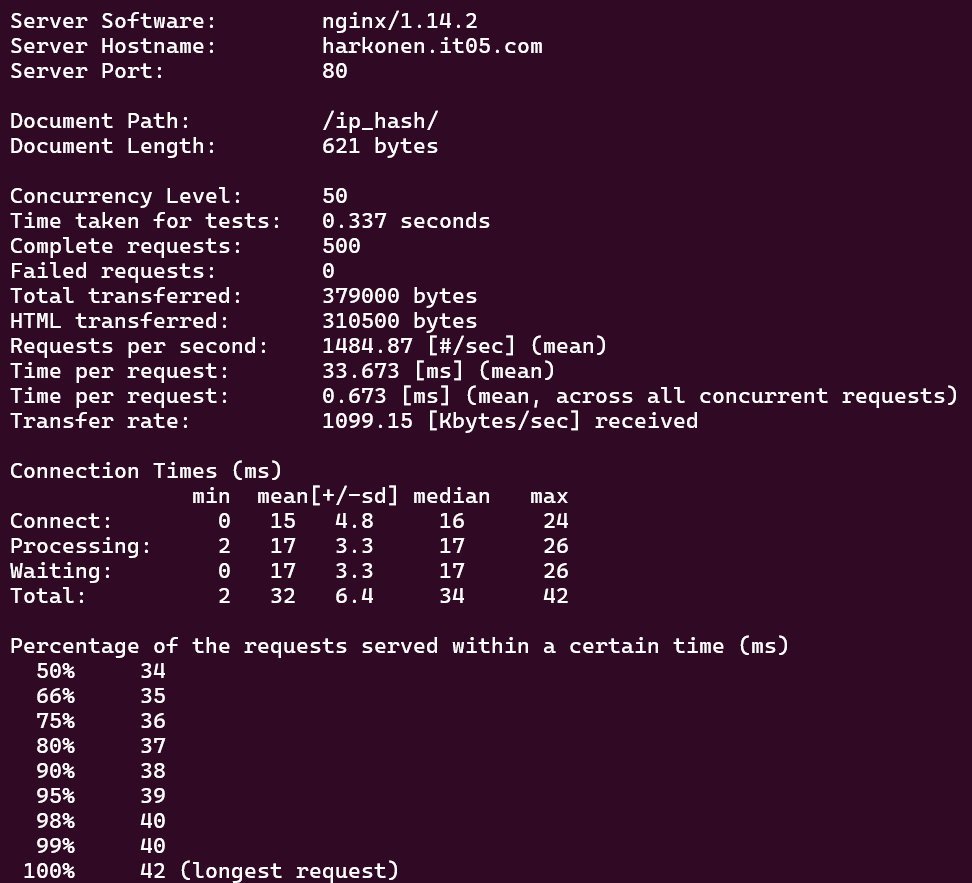 Server Software:        nginx/1.14.2
Server Hostname:        harkonen.it05.com
Server Port:            80

Document Path:          /ip_hash/
Document Length:        621 bytes

Concurrency Level:      50
Time taken for tests:   0.337 seconds
Complete requests:      500
Failed requests:        0
Total transferred:      379000 bytes
HTML transferred:       310500 bytes
Requests per second:    1484.87 [#/sec] (mean)
Time per request:       33.673 [ms] (mean)
Time per request:       0.673 [ms] (mean, across all concurrent requests)
Transfer rate:          1099.15 [Kbytes/sec] received

Connection Times (ms)
              min  mean[+/-sd] median   max
Connect:        0   15   4.8     16      24
Processing:     2   17   3.3     17      26
Waiting:        0   17   3.3     17      26
Total:          2   32   6.4     34      42

Percentage of the requests served within a certain time (ms)
  50%     34
  66%     35
  75%     36
  80%     37
  90%     38
  95%     39
  98%     40
  99%     40
 100%     42 (longest request)